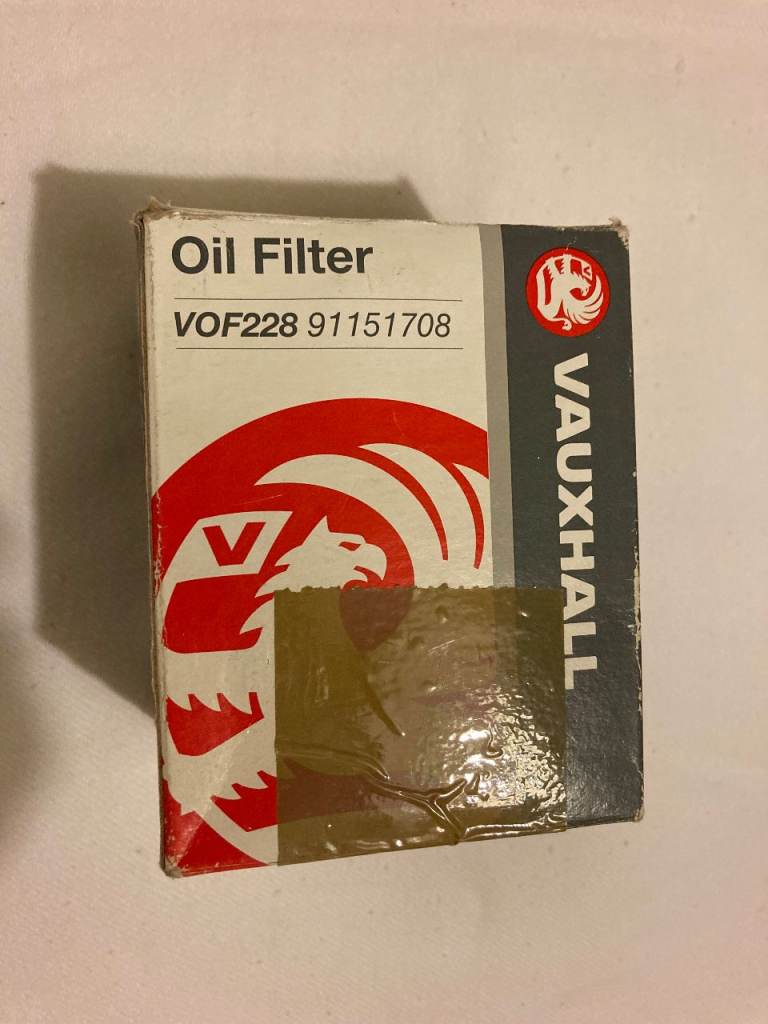 Oil Filter
VOF228 91151708
VAUXHALL
V